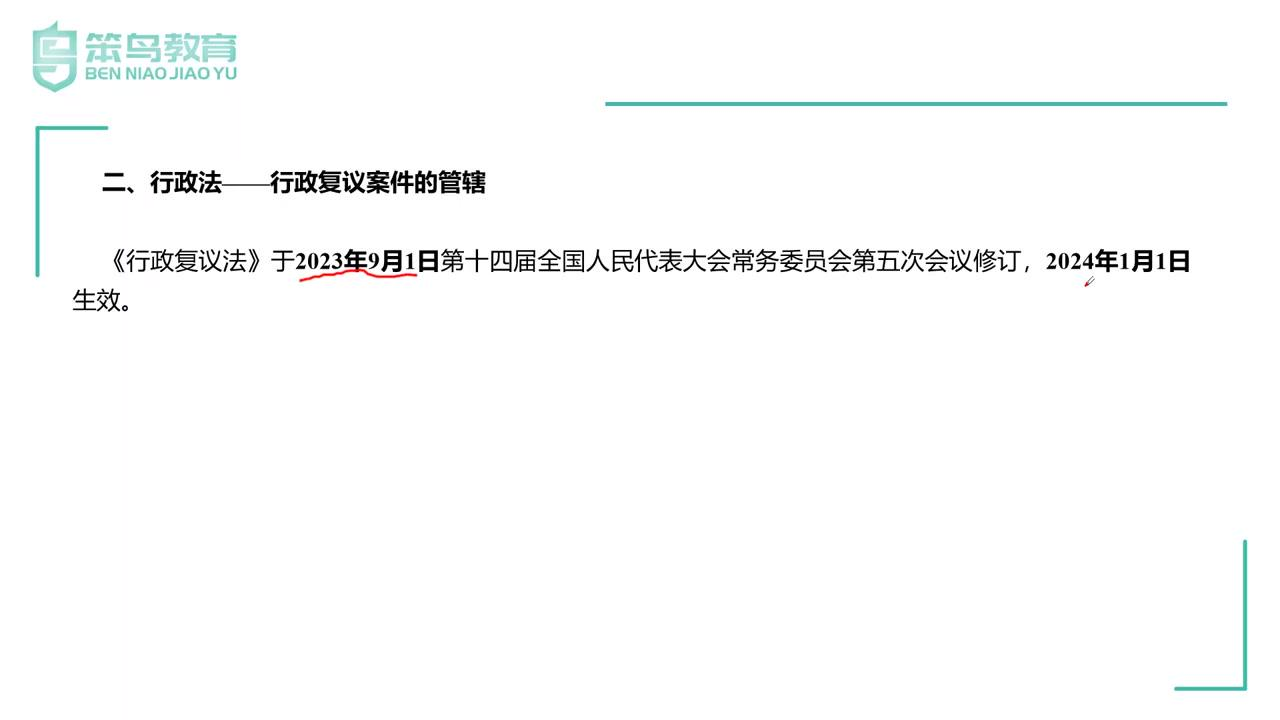 笨鸟教育
BEN NIAO JIAO YU
二、行政法——行政复议案件的管辖
《行政复议法》于2023年9月1日第十四届全国人民代表大会常务委员会第五次会议修订，2024年1月1日
生效。